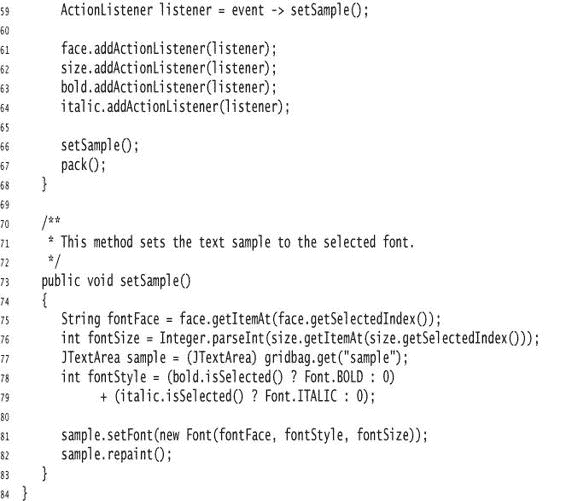 59 ActionListener listener = event -> setSample();
60
61 face.addActionListener(listener);
62 size.addActionListener(listener);
63 bold.addActionListener(listener);
64 italic.addActionListener(listener);
65
66 setSample();
67 pack();
68 }
69
70 /**
71 * This method sets the text sample to the selected font.
72 */
73 public void setSample()
74 {
75 String fontFace = face.getItemAt(face.getSelectedIndex());
76 int fontSize = Integer.parseInt(size.getItemAt(size.getSelectedIndex()));
77 JTextArea sample = (JTextArea) gridbag.get("sample");
78 int fontStyle = (bold.isSelected() ? Font.BOLD : 0)
79 + (italic.isSelected() ? Font.ITALIC : 0);
80
81 sample.setFont(new Font(fontFace, fontStyle, fontSize));
82 sample.repaint();
83 }
84 }